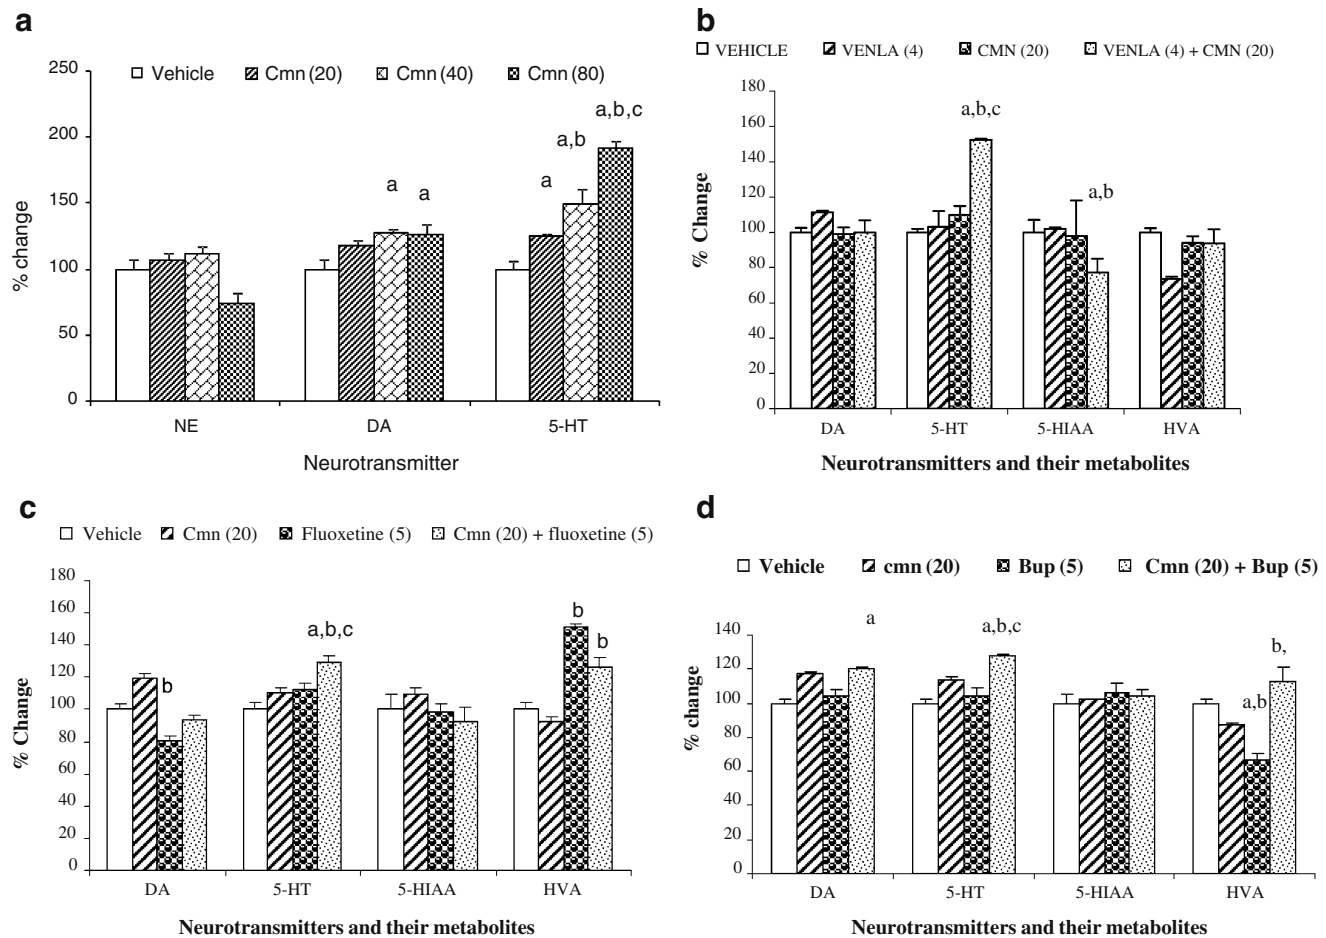 a
Vehicle Cmn (20) Cmn (40) Cmn (80)
250
200
150
100
50
0
% change
a a a a,b a,b,c
NE DA 5-HT
Neurotransmitter
b
VEHICLE VENLA (4) CMN (20) VENLA (4) + CMN (20)
180
160
140
120
100
80
60
40
20
0
% Change
a,b,c
a,b
DA 5-HT 5-HIAA HVA
Neurotransmitters and their metabolites
c
Vehicle Cmn (20) Fluoxetine (5) Cmn (20) + fluoxetine (5)
180
160
140
120
100
80
60
40
20
0
% Change
b a,b,c b b
DA 5-HT 5-HIAA HVA
Neurotransmitters and their metabolites
d
Vehicle cmn (20) Bup (5) Cmn (20) + Bup (5)
140
120
100
80
60
40
20
0
% change
a a,b,c a,b b,
DA 5-HT 5-HIAA HVA
Neurotransmitters and their metabolites